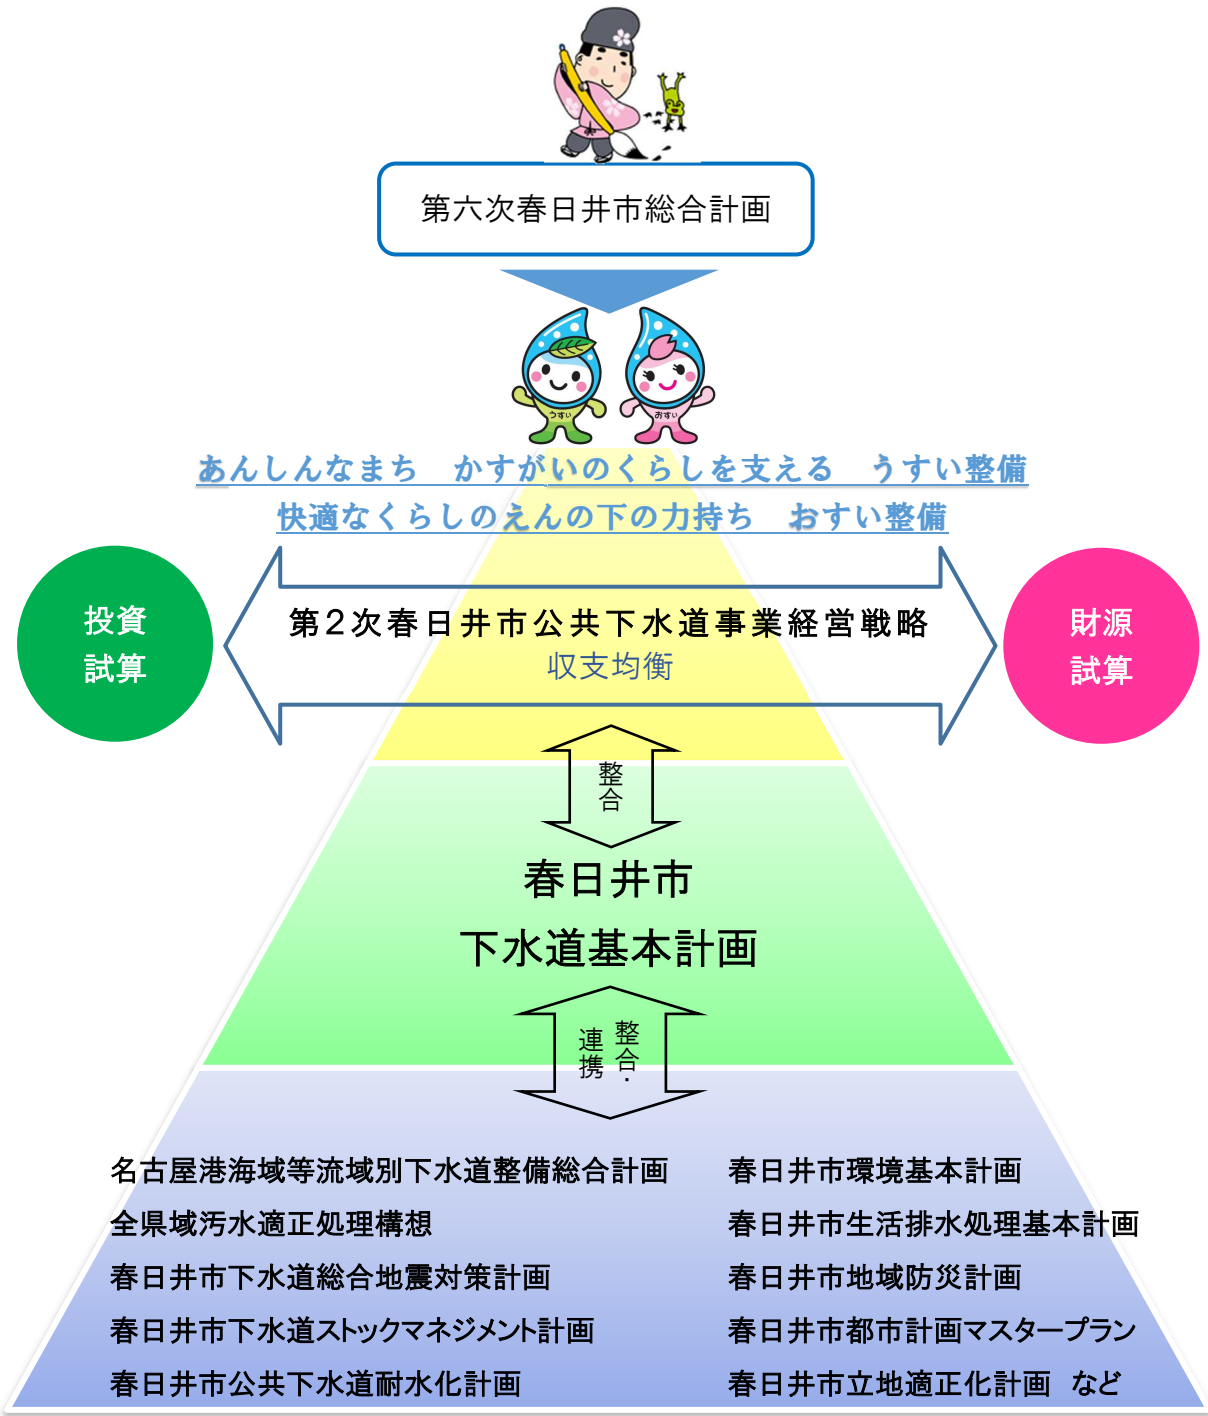 第六次春日井市総合計画
うすい
おすい
あんしんなまち　かすがいのくらしを支える　うすい整備
快適なくらしのえんの下の力持ち　おすい整備
投資
試算
第2次春日井市公共下水道事業経営戦略
収支均衡
財源
試算
整合
春日井市
下水道基本計画
整合・
連携
名古屋港海域等流域別下水道整備総合計画
全県域汚水適正処理構想
春日井市下水道総合地震対策計画
春日井市下水道ストックマネジメント計画
春日井市公共下水道耐水化計画
春日井市環境基本計画
春日井市生活排水処理基本計画
春日井市地域防災計画
春日井市都市計画マスタープラン
春日井市立地適正化計画　など